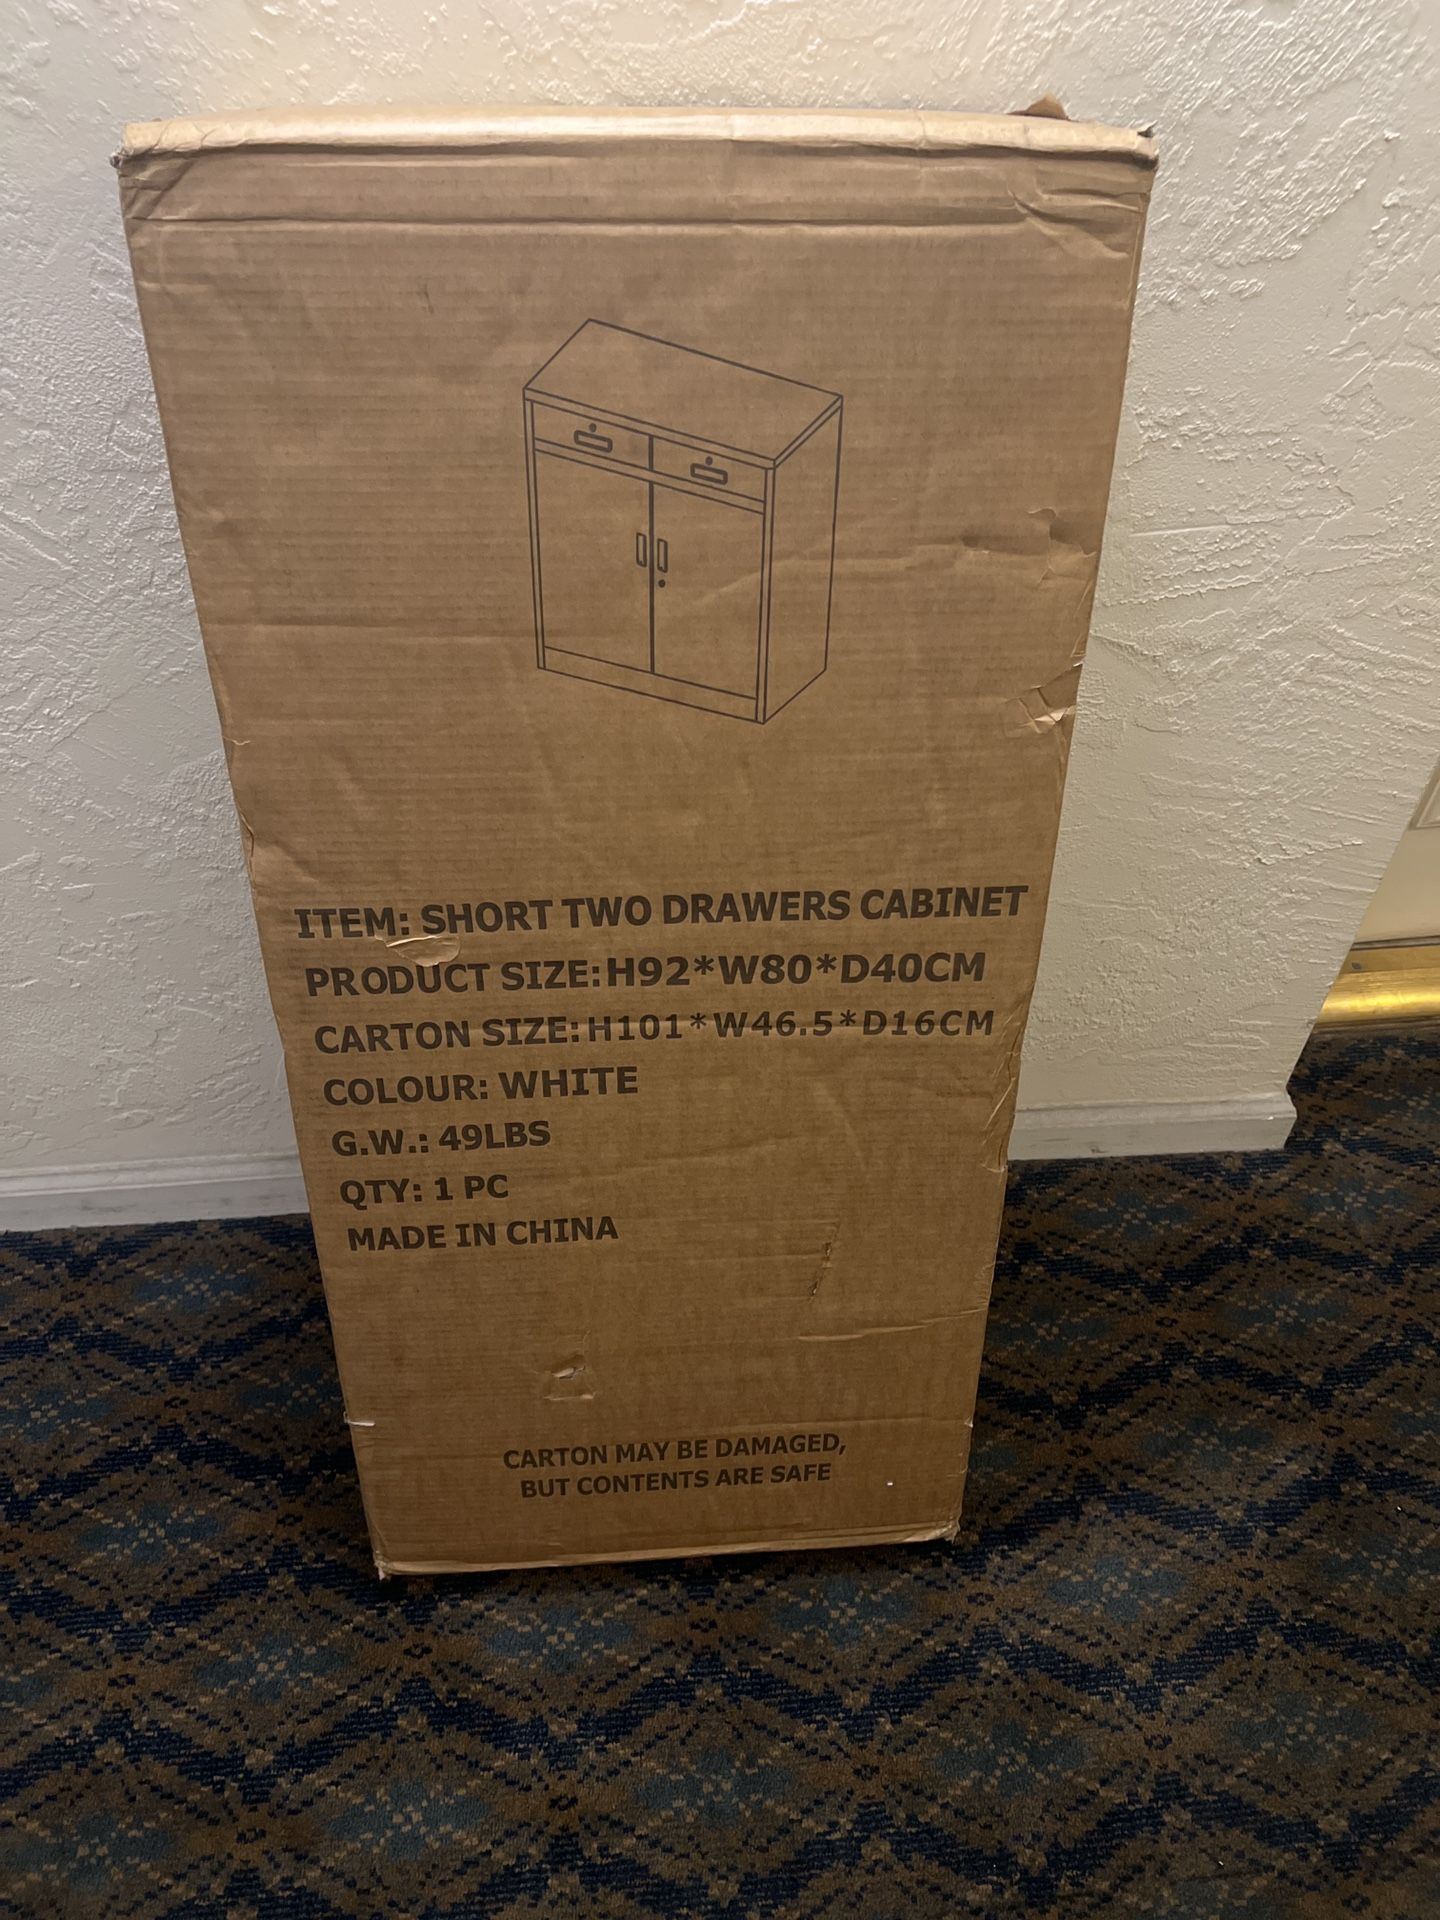 ITEM: SHORT TWO DRAWERS CABINET
PRODUCT SIZE:H92*W80*D40CM
CARTON SIZE:H101*W46.5*D16CM
COLOUR: WHITE
G.W.: 49LBS
QTY: 1 PC
MADE IN CHINA
CARTON MAY BE DAMAGED,
BUT CONTENTS ARE SAFE